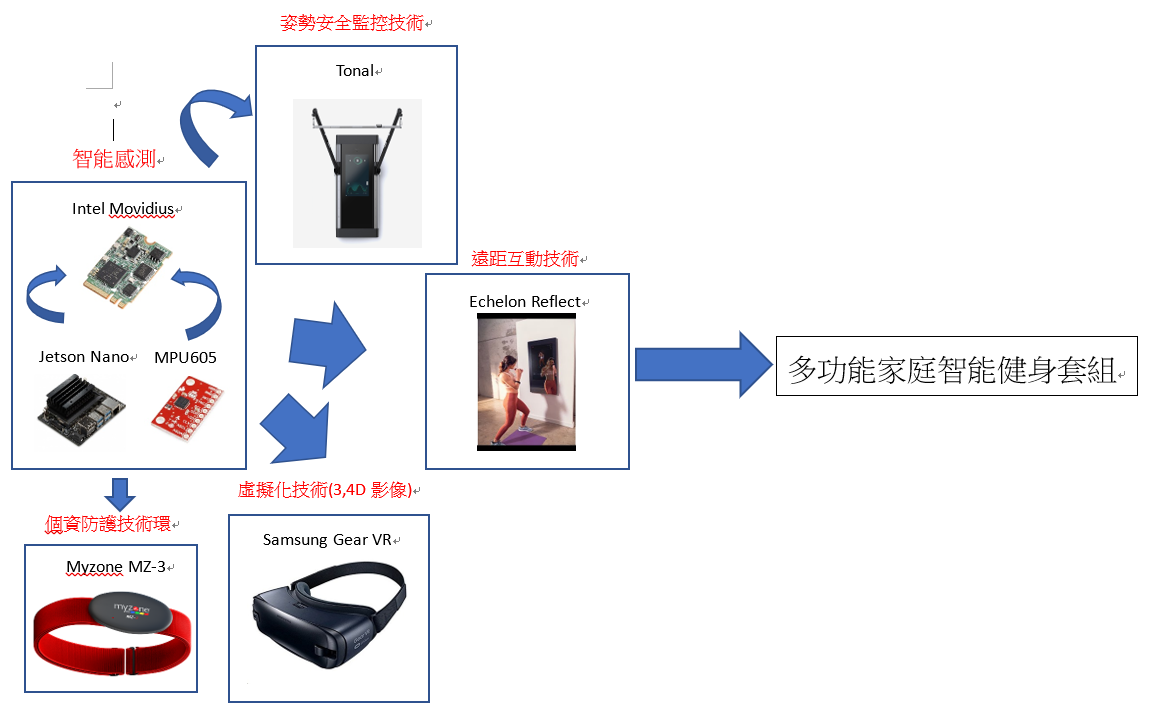 姿勢安全監控技術
Tonal
智能感測
Intel Movidius
Jetson Nano
MPU605
遠距互動技術
Echelon Reflect
多功能家庭智能健身套組
個資防護技術環
Myzone MZ-3
myzone
虛擬化技術(3,4D 影像)
Samsung Gear VR